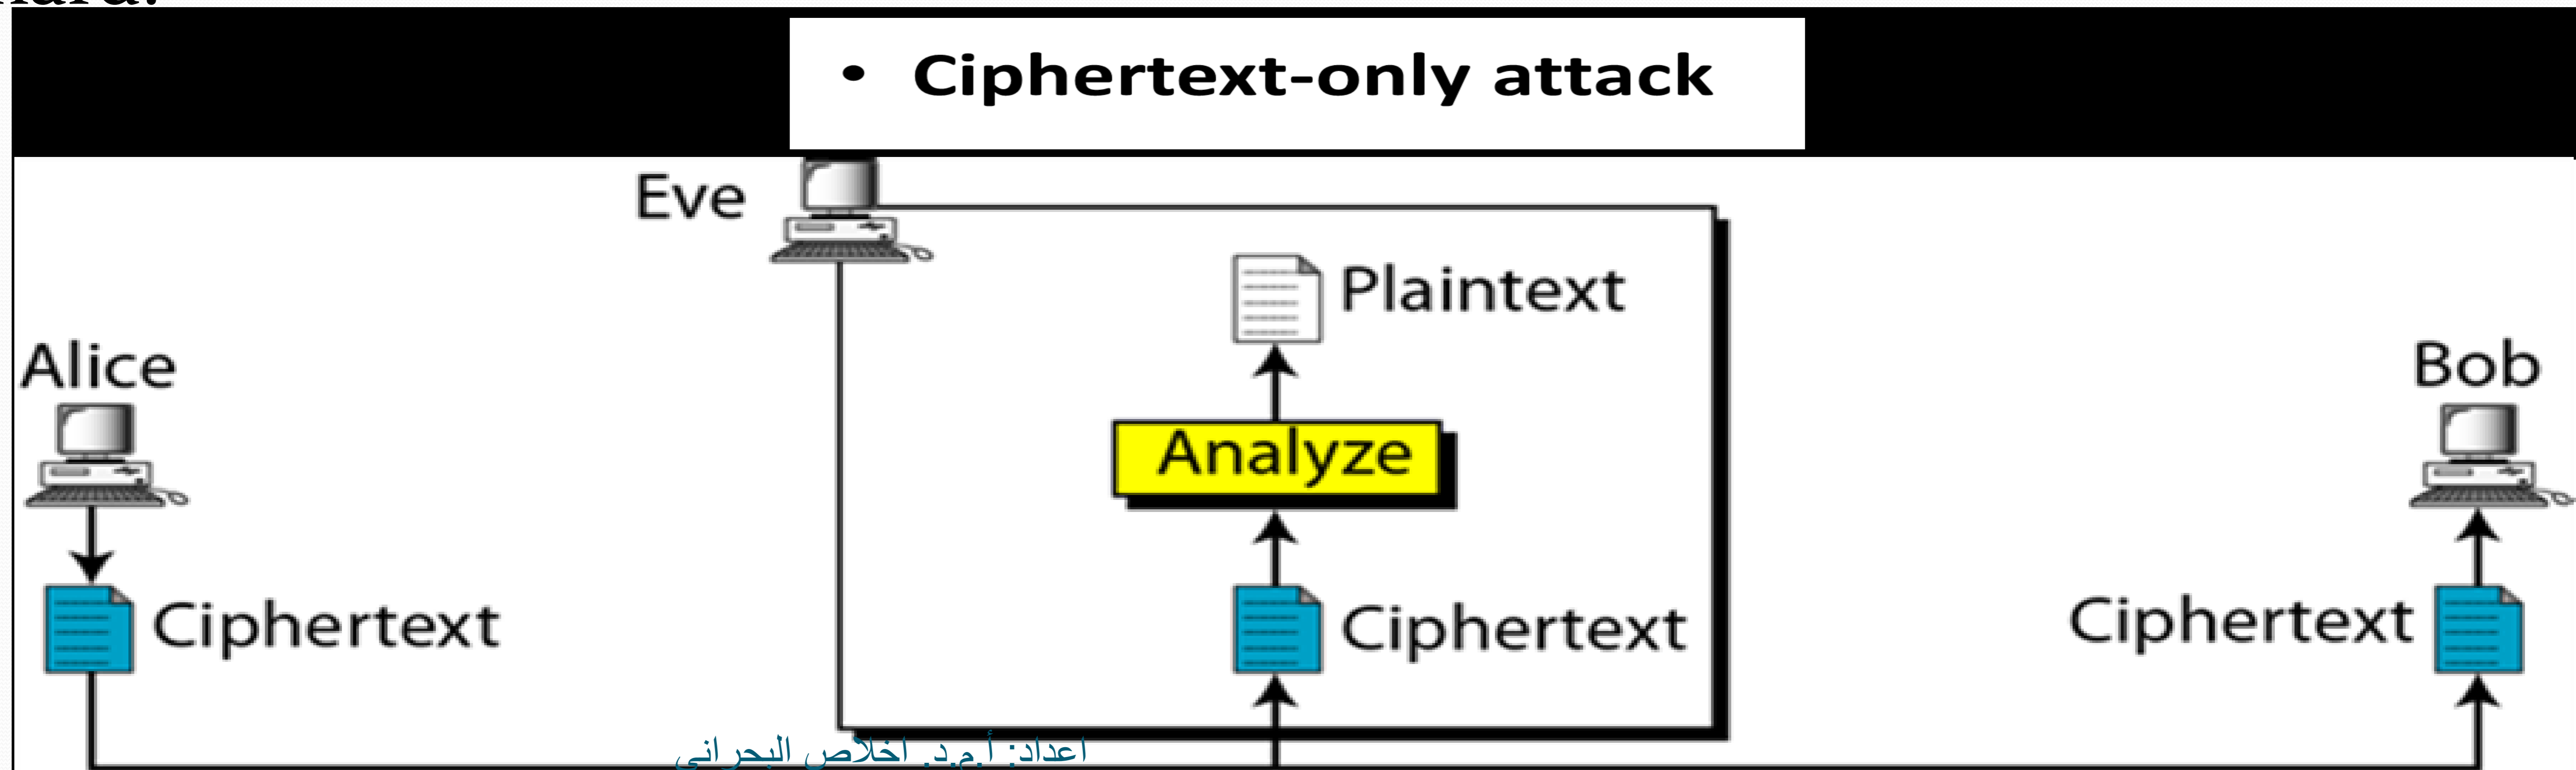 • Ciphertext-only attack
Eve
Plaintext
Alice
Bob
Analyze
Ciphertext
Ciphertext
Ciphertext
اعداد: أ.م.د. اخلاص البحراني